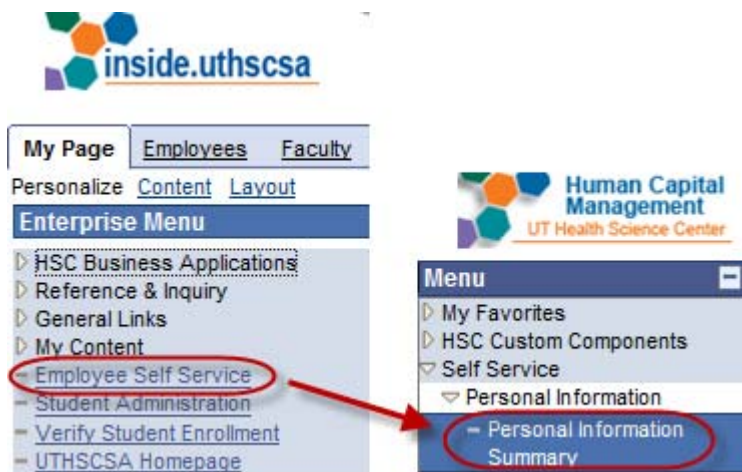 inside.uthscsa
My Page Employees Faculty
Personalize Content Layout
Enterprise Menu
HSC Business Applications
Reference & Inquiry
General Links
My Content
Employee Self Service
Student Administration
Verify Student Enrollment
UTHSCSA Homepage
Human Capital
Management
UT Health Science Center
Menu
My Favorites
HSC Custom Components
Self Service
Personal Information
Personal Information
Summary